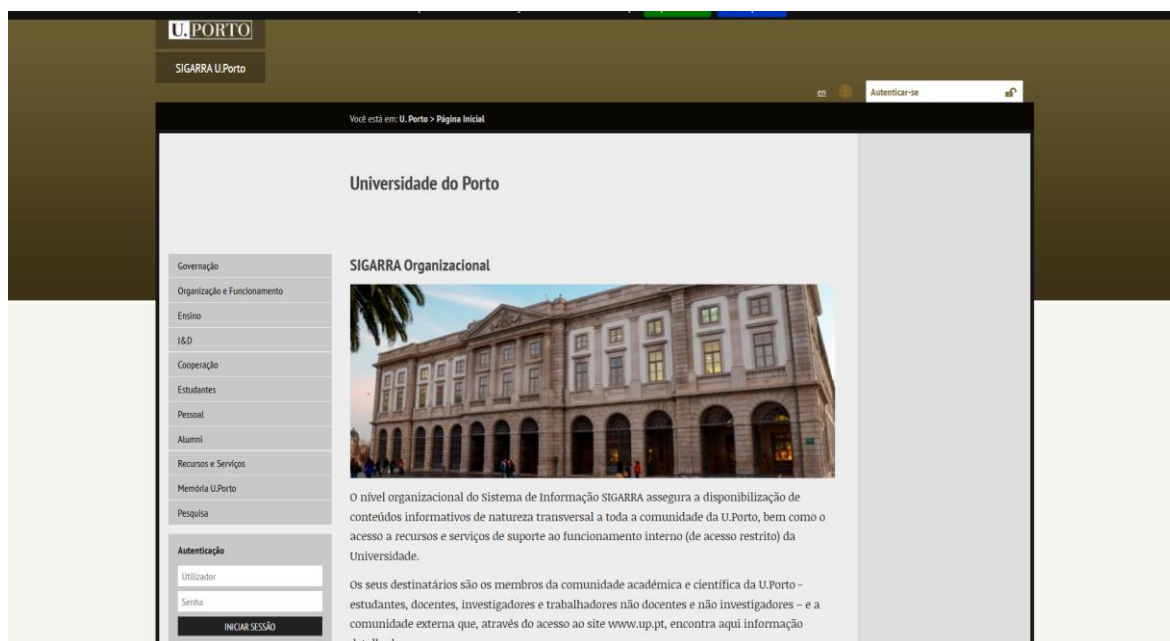 U. PORTO
SIGARRA U.Porto
en
Autenticar-se
Você está em: U. Porto > Página Inicial
Universidade do Porto
Governação
Organização e Funcionamento
Ensino
I&D
Cooperação
Estudantes
Pessoal
Alumni
Recursos e Serviços
Memória U.Porto
Pesquisa
Autenticação
Utilizador
Senha
INICIAR SESSÃO
SIGARRA Organizacional
O nível organizacional do Sistema de Informação SIGARRA assegura a disponibilização de
conteúdos informativos de natureza transversal a toda a comunidade da U.Porto, bem como o
acesso a recursos e serviços de suporte ao funcionamento interno (de acesso restrito) da
Universidade.
Os seus destinatários são os membros da comunidade académica e científica da U.Porto -
estudantes, docentes, investigadores e trabalhadores não docentes e não investigadores – e a
comunidade externa que, através do acesso ao site www.up.pt, encontra aqui informação